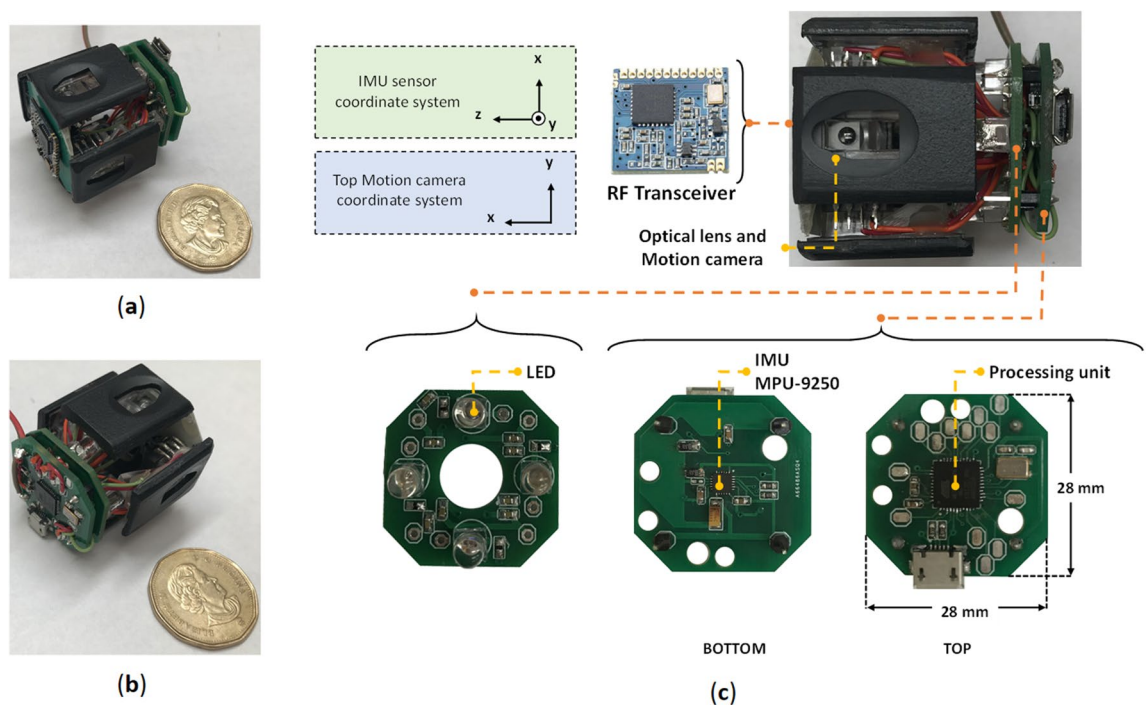 IMU sensor
coordinate system
x
z
y
Top Motion camera
coordinate system
y
x
RF Transceiver
Optical lens and
Motion camera
(a)
LED
IMU
MPU-9250
Processing unit
28 mm
28 mm
BOTTOM
TOP
(b)
(c)